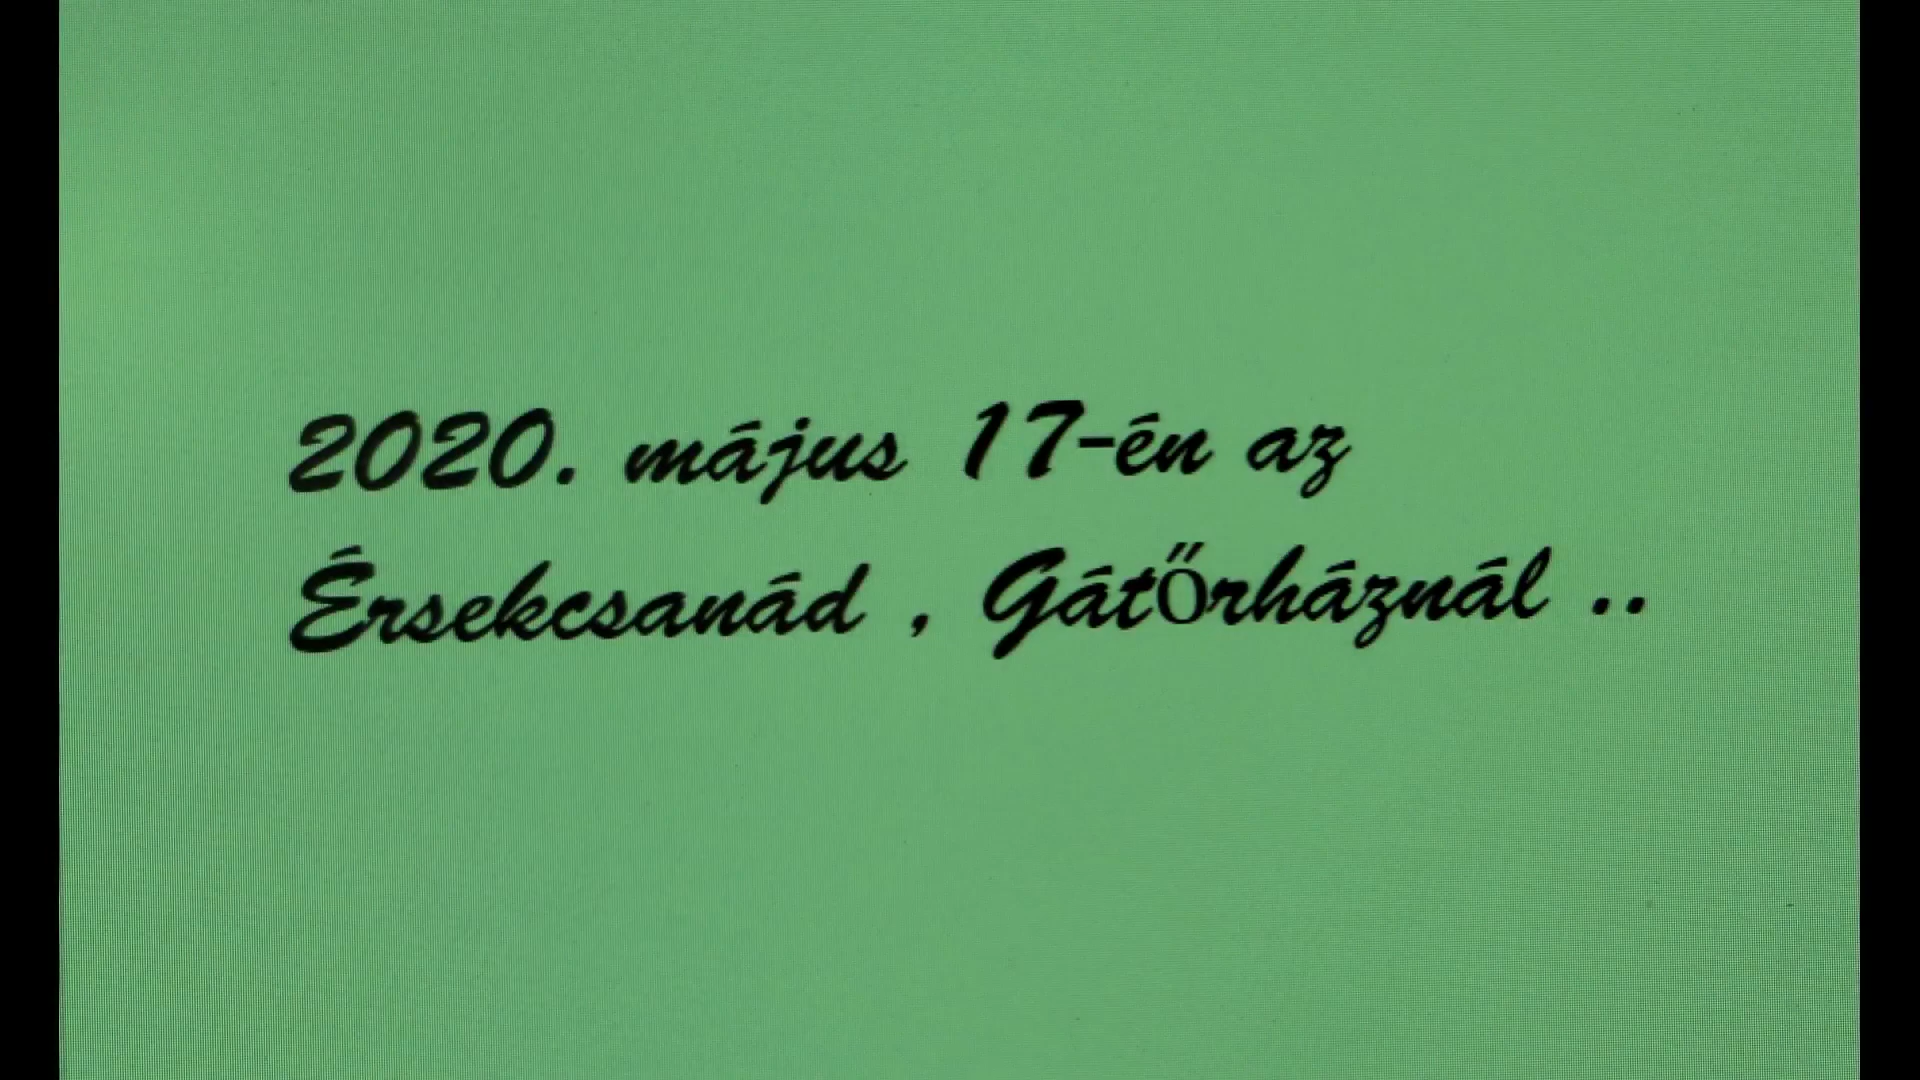 2020. május 17-én az
Érsekcsanád , Gátőrháznál ..